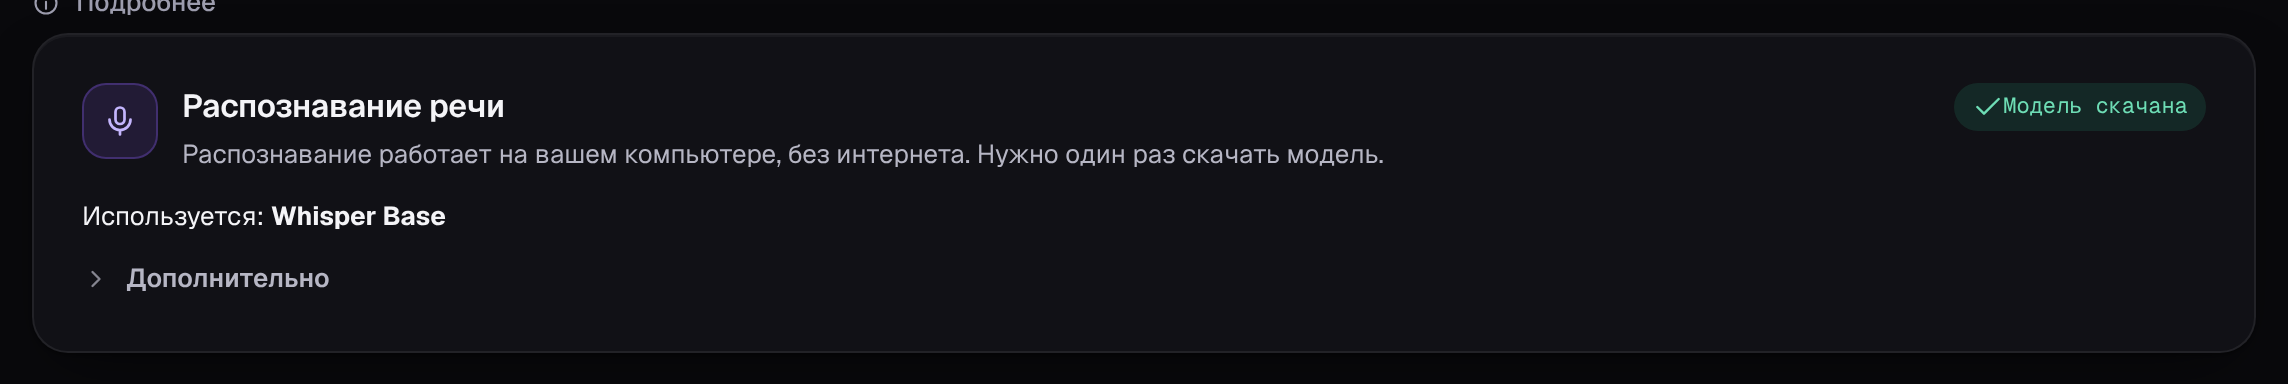 Подробнее
Распознавание речи
Модель скачана
Распознавание работает на вашем компьютере, без интернета. Нужно один раз скачать модель.
Используется: Whisper Base
Дополнительно